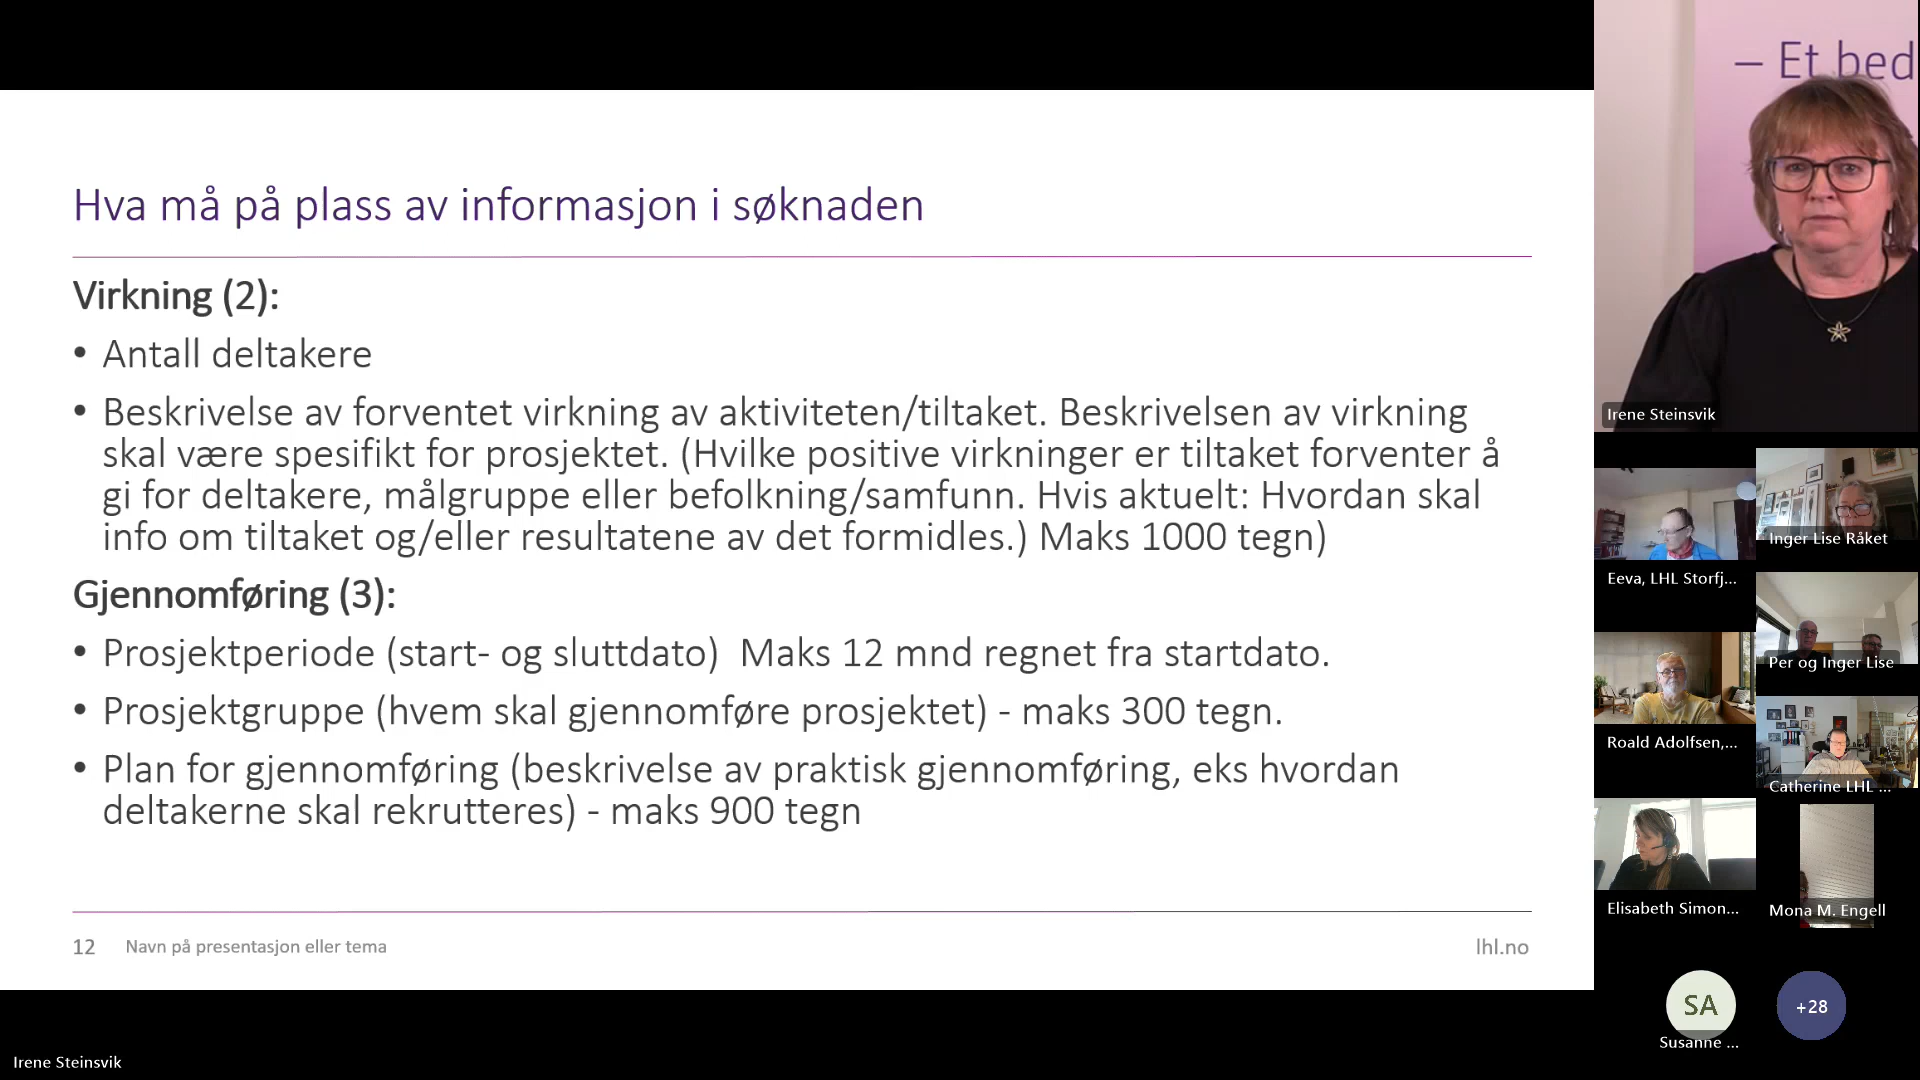 Hva må på plass av informasjon i søknaden
Virkning (2):
• Antall deltakere
• Beskrivelse av forventet virkning av aktiviteten/tiltaket. Beskrivelsen av virkning
skal være spesifikt for prosjektet. (Hvilke positive virkninger er tiltaket forventer å
gi for deltakere, målgruppe eller befolkning/samfunn. Hvis aktuelt: Hvordan skal
info om tiltaket og/eller resultatene av det formidles.) Maks 1000 tegn)
Gjennomføring (3):
• Prosjektperiode (start- og sluttdato)  Maks 12 mnd regnet fra startdato.
• Prosjektgruppe (hvem skal gjennomføre prosjektet) - maks 300 tegn.
• Plan for gjennomføring (beskrivelse av praktisk gjennomføring, eks hvordan
deltakerne skal rekrutteres) - maks 900 tegn
12 Navn på presentasjon eller tema
lhl.no
Irene Steinsvik
– Et bed
Irene Steinsvik
Inger Lise Råket
Eeva, LHL Storfj...
Per og Inger Lise
Roald Adolfsen,...
Catherine LHL ...
Elisabeth Simon...
Mona M. Engell
SA
+28
Susanne ...